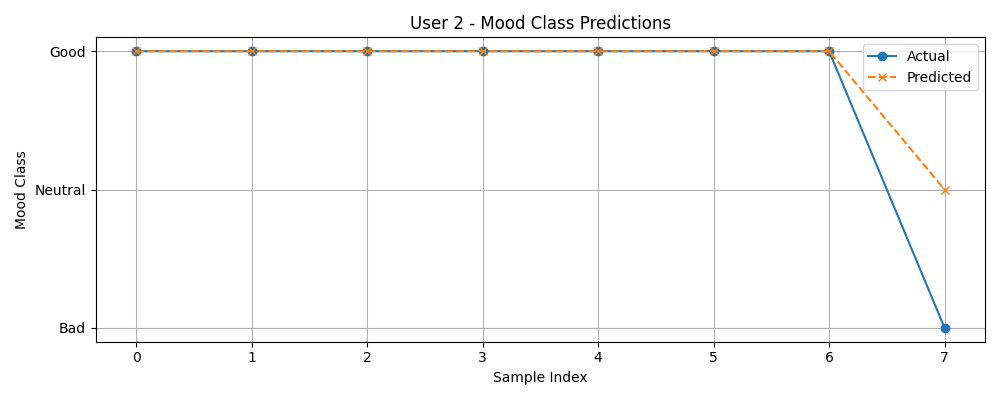 User 2 - Mood Class Predictions
Good
Neutral
Bad
Mood Class
Actual
Predicted
0 1 2 3 4 5 6 7
Sample Index